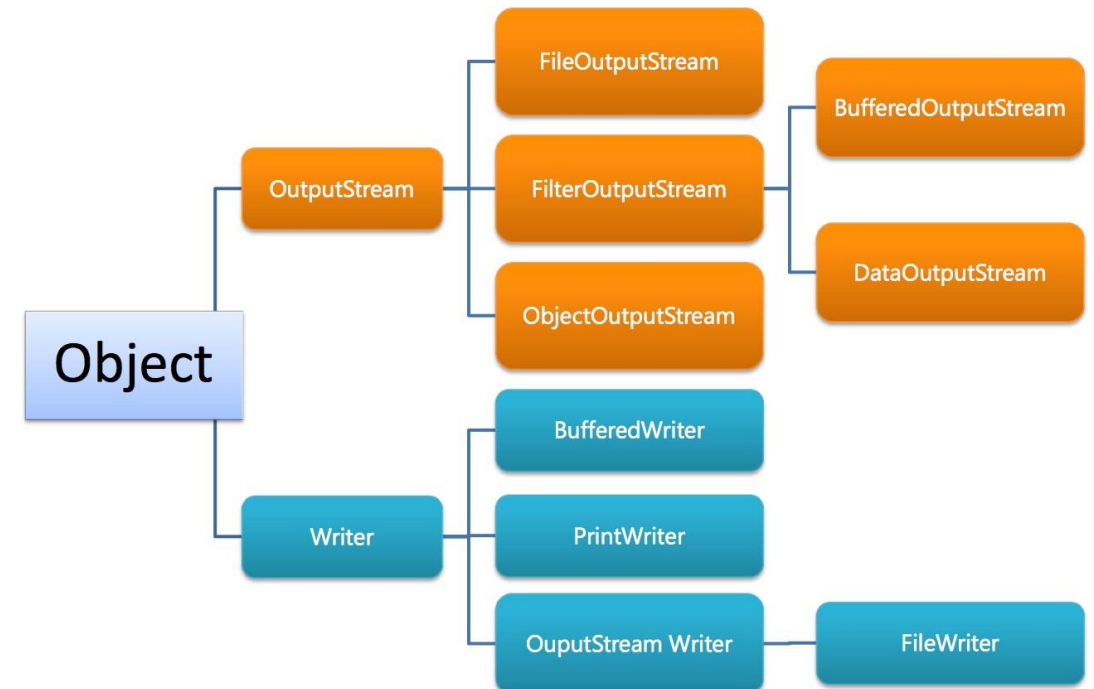 Object
OutputStream
FileOutputStream
FilterOutputStream
BufferedOutputStream
DataOutputStream
ObjectOutputStream
Writer
BufferedWriter
PrintWriter
OuputStream Writer
FileWriter